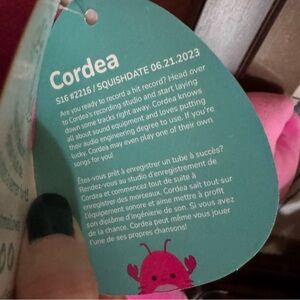 Cordea
S16 #2216 / SQUISHDATE 06.21.2023
Are you ready to record a hit record? Head over
to Cordea's recording studio and start laying
down some tracks right away. Cordea knows
all about sound equipment and loves putting
their audio engineering degree to use. If you're
lucky, Cordea may even play one of their own
songs for you!
Êtes-vous prêt à enregistrer un tube à succès?
Rendez-vous au studio d'enregistrement de
Cordea et commencez tout de suite à
enregistrer des morceaux. Cordea sait tout sur
l'équipement sonore et aime mettre à profit
son diplôme d'ingénierie de son. Si vous avez
de la chance, Cordea peut même vous jouer
l'une de ses propres chansons!